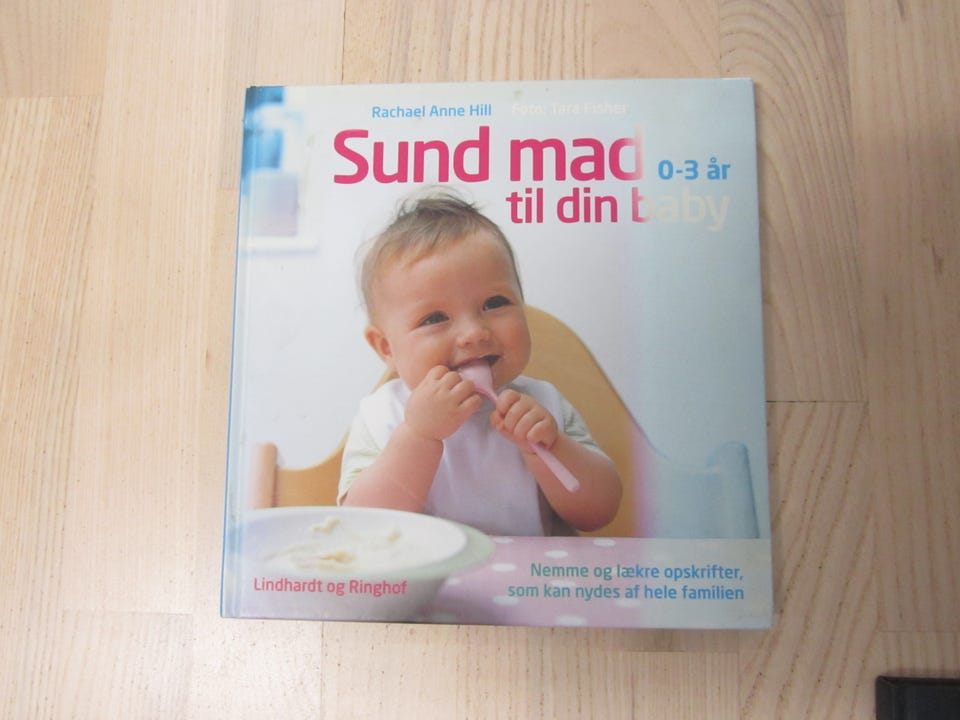 Rachael Anne Hill Foto: Tara Fisher
Sund mad
0-3 år
til din baby
Nemme og lækre opskrifter,
som kan nydes af hele familien
Lindhardt og Ringhof